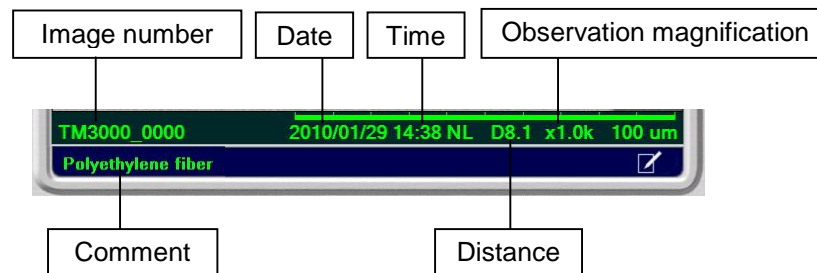 Image number Date Time Observation magnification
TM3000_0000 2010/01/29 14:38 NL D8.1 x1.0k 100 um
Polyethylene fiber
Comment Distance